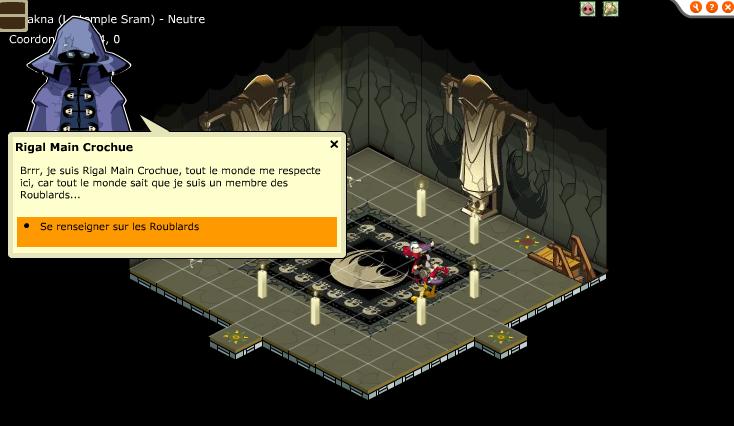 akna (L temple Sram) - Neutre
Coordon 4, 0
Rigal Main Crochue
Brrr, je suis Rigal Main Crochue, tout le monde me respecte
ici, car tout le monde sait que je suis un membre des
Roublards...
• Se renseigner sur les Roublards